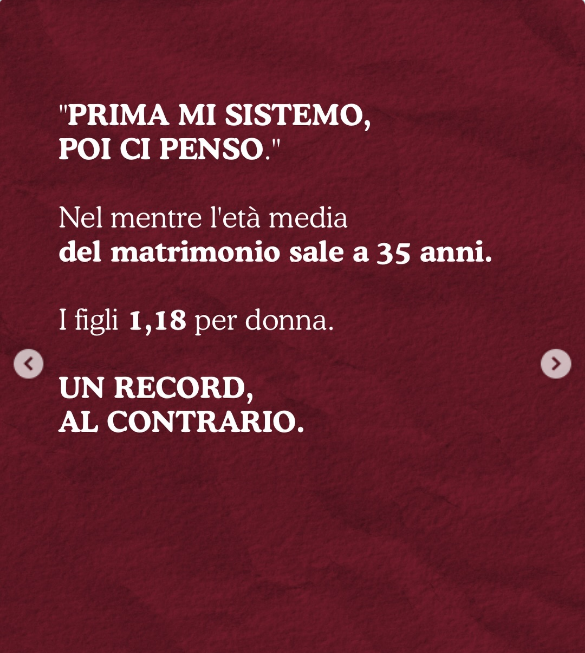 "PRIMA MI SISTEMO,
POI CI PENSO."
Nel mentre l'età media
del matrimonio sale a 35 anni.
I figli 1,18 per donna.
UN RECORD,
AL CONTRARIO.